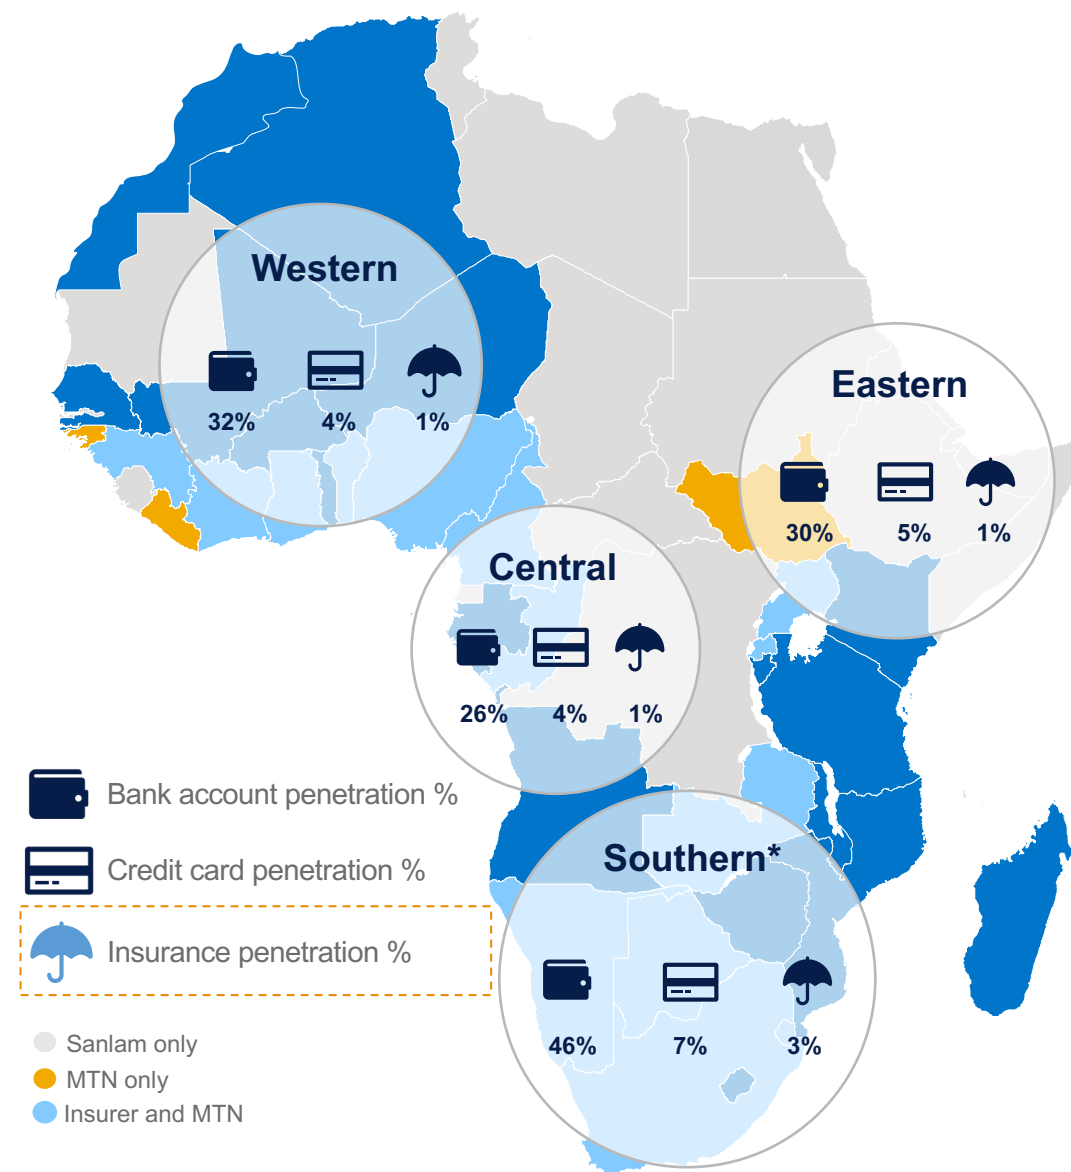 Western
32% 4% 1%
Eastern
30% 5% 1%
Central
26% 4% 1%
Bank account penetration %
Credit card penetration %
Insurance penetration %
Southern*
46% 7% 3%
Sanlam only
MTN only
Insurer and MTN